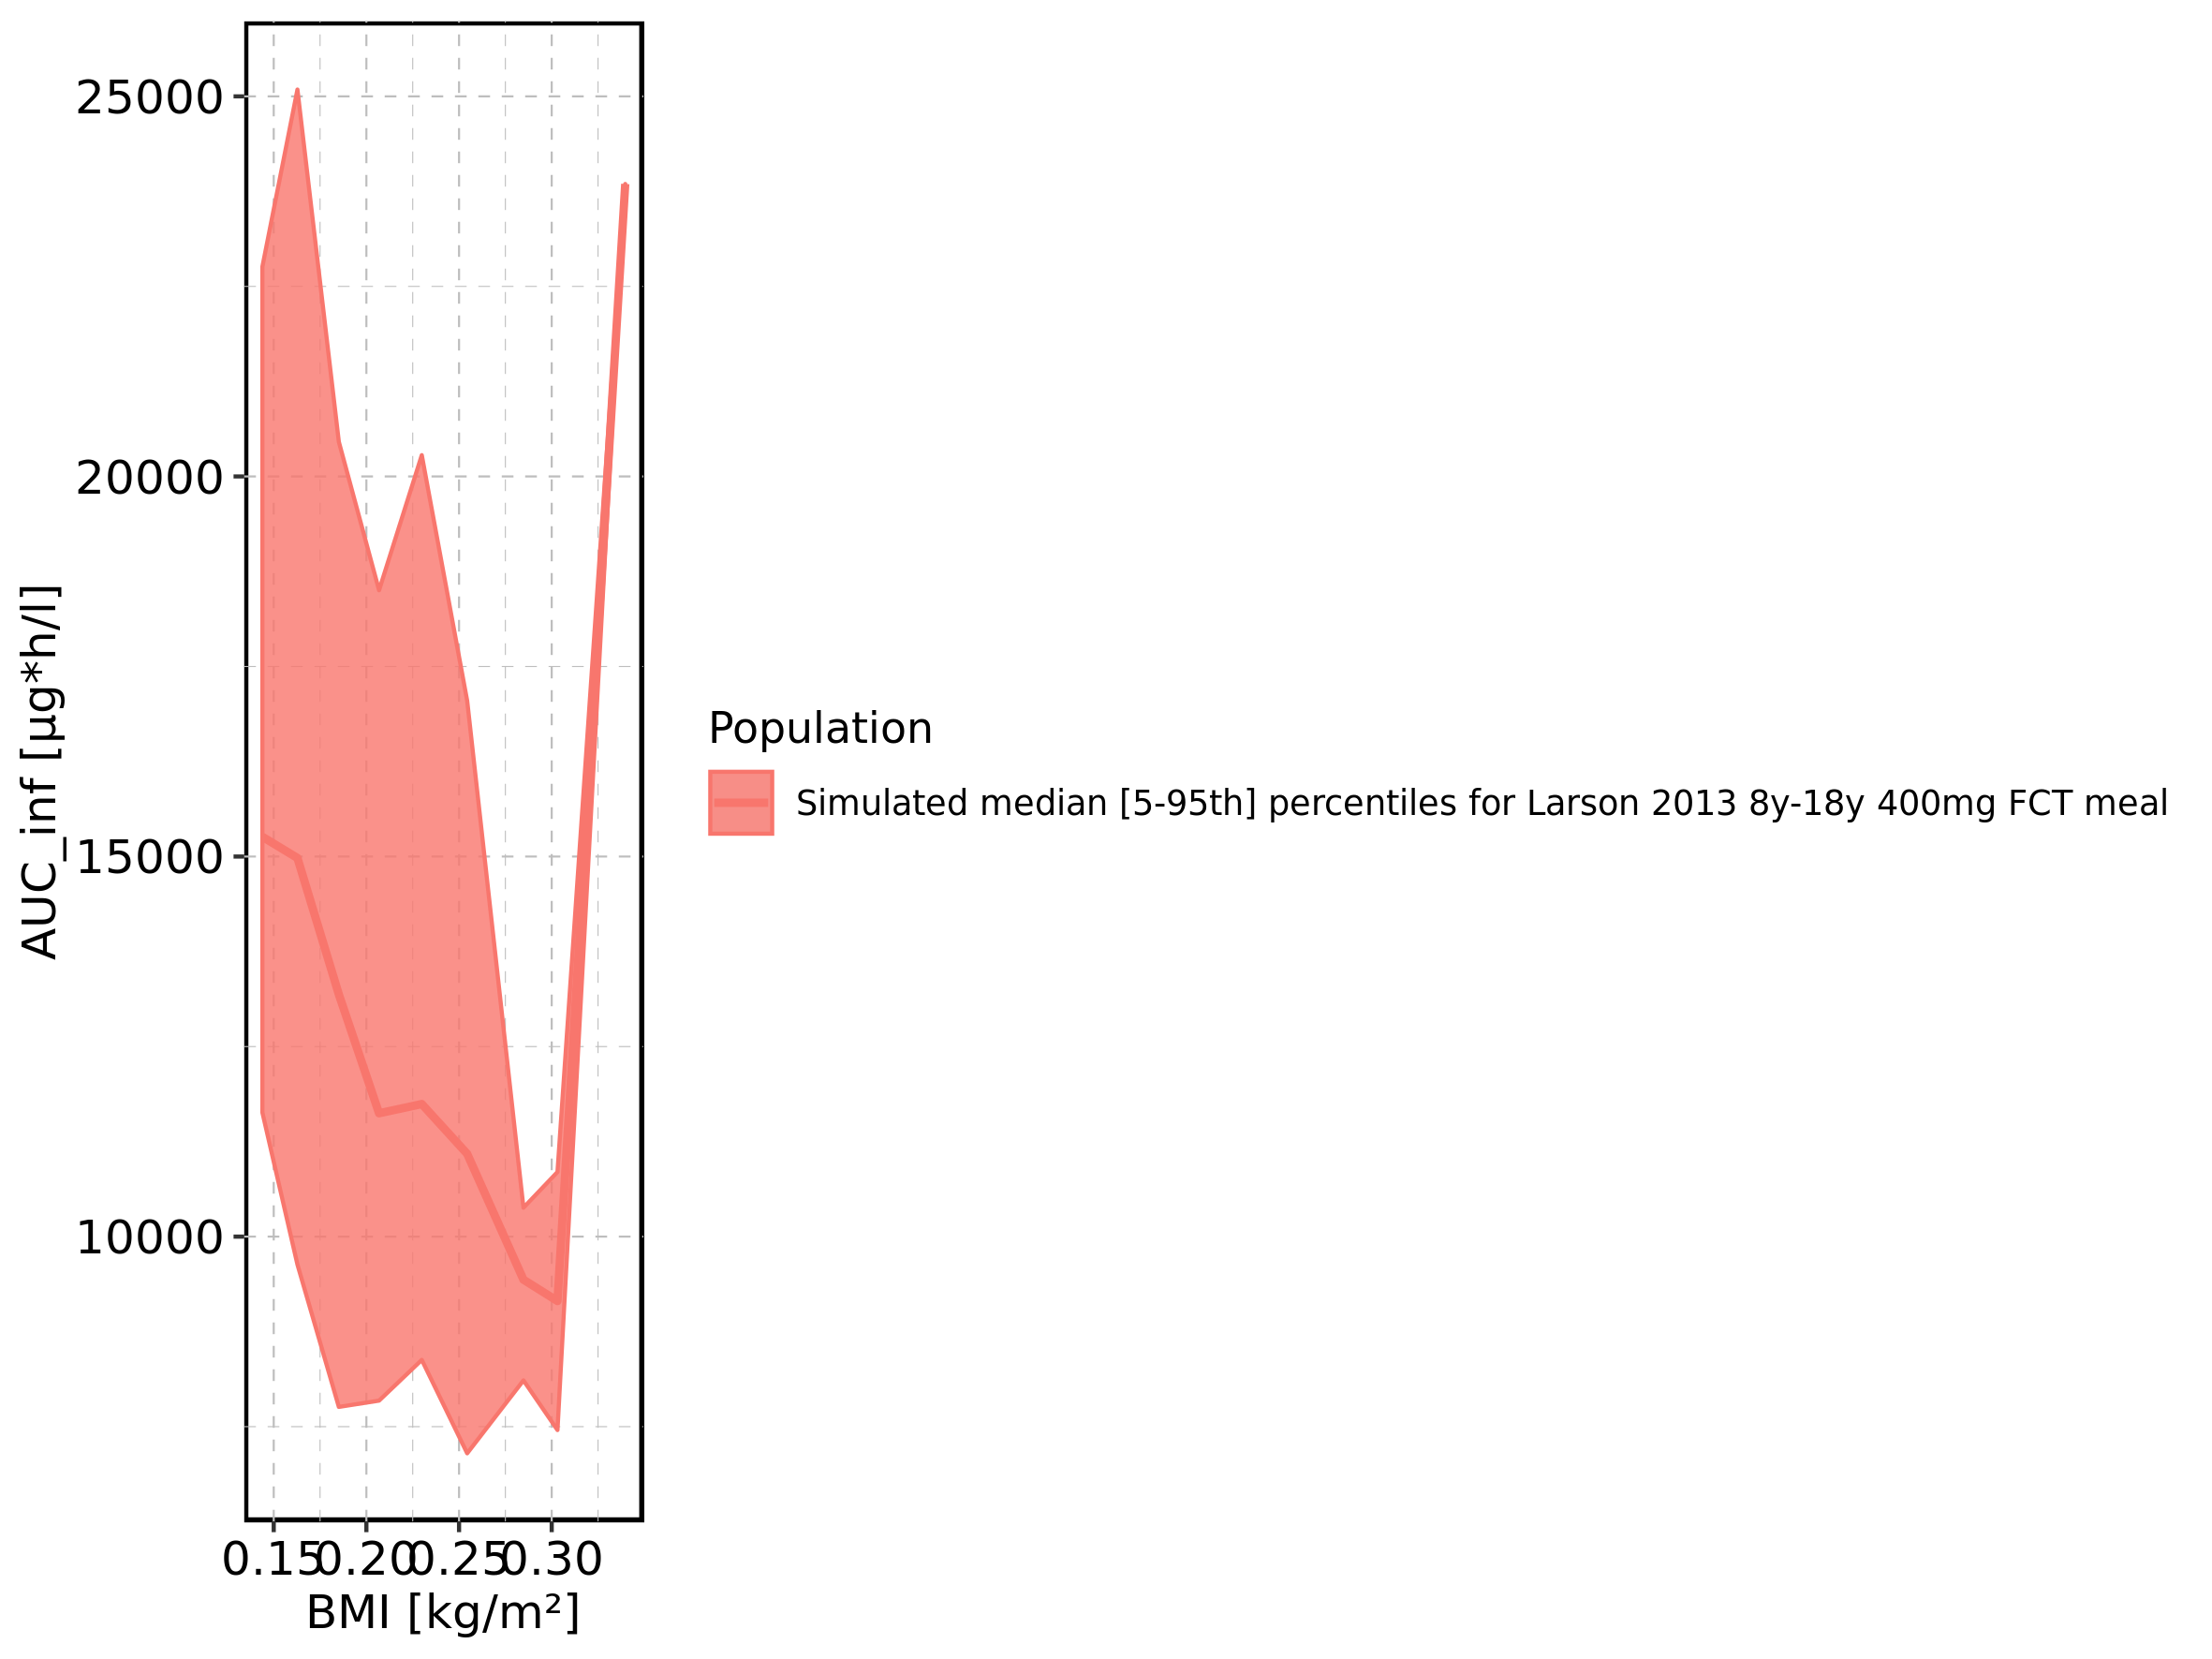 25000
20000
15000
10000
AUC_inf [µg*h/l]
0.15 0.20 0.25 0.30
BMI [kg/m²]
Population
Simulated median [5-95th] percentiles for Larson 2013 8y-18y 400mg FCT meal